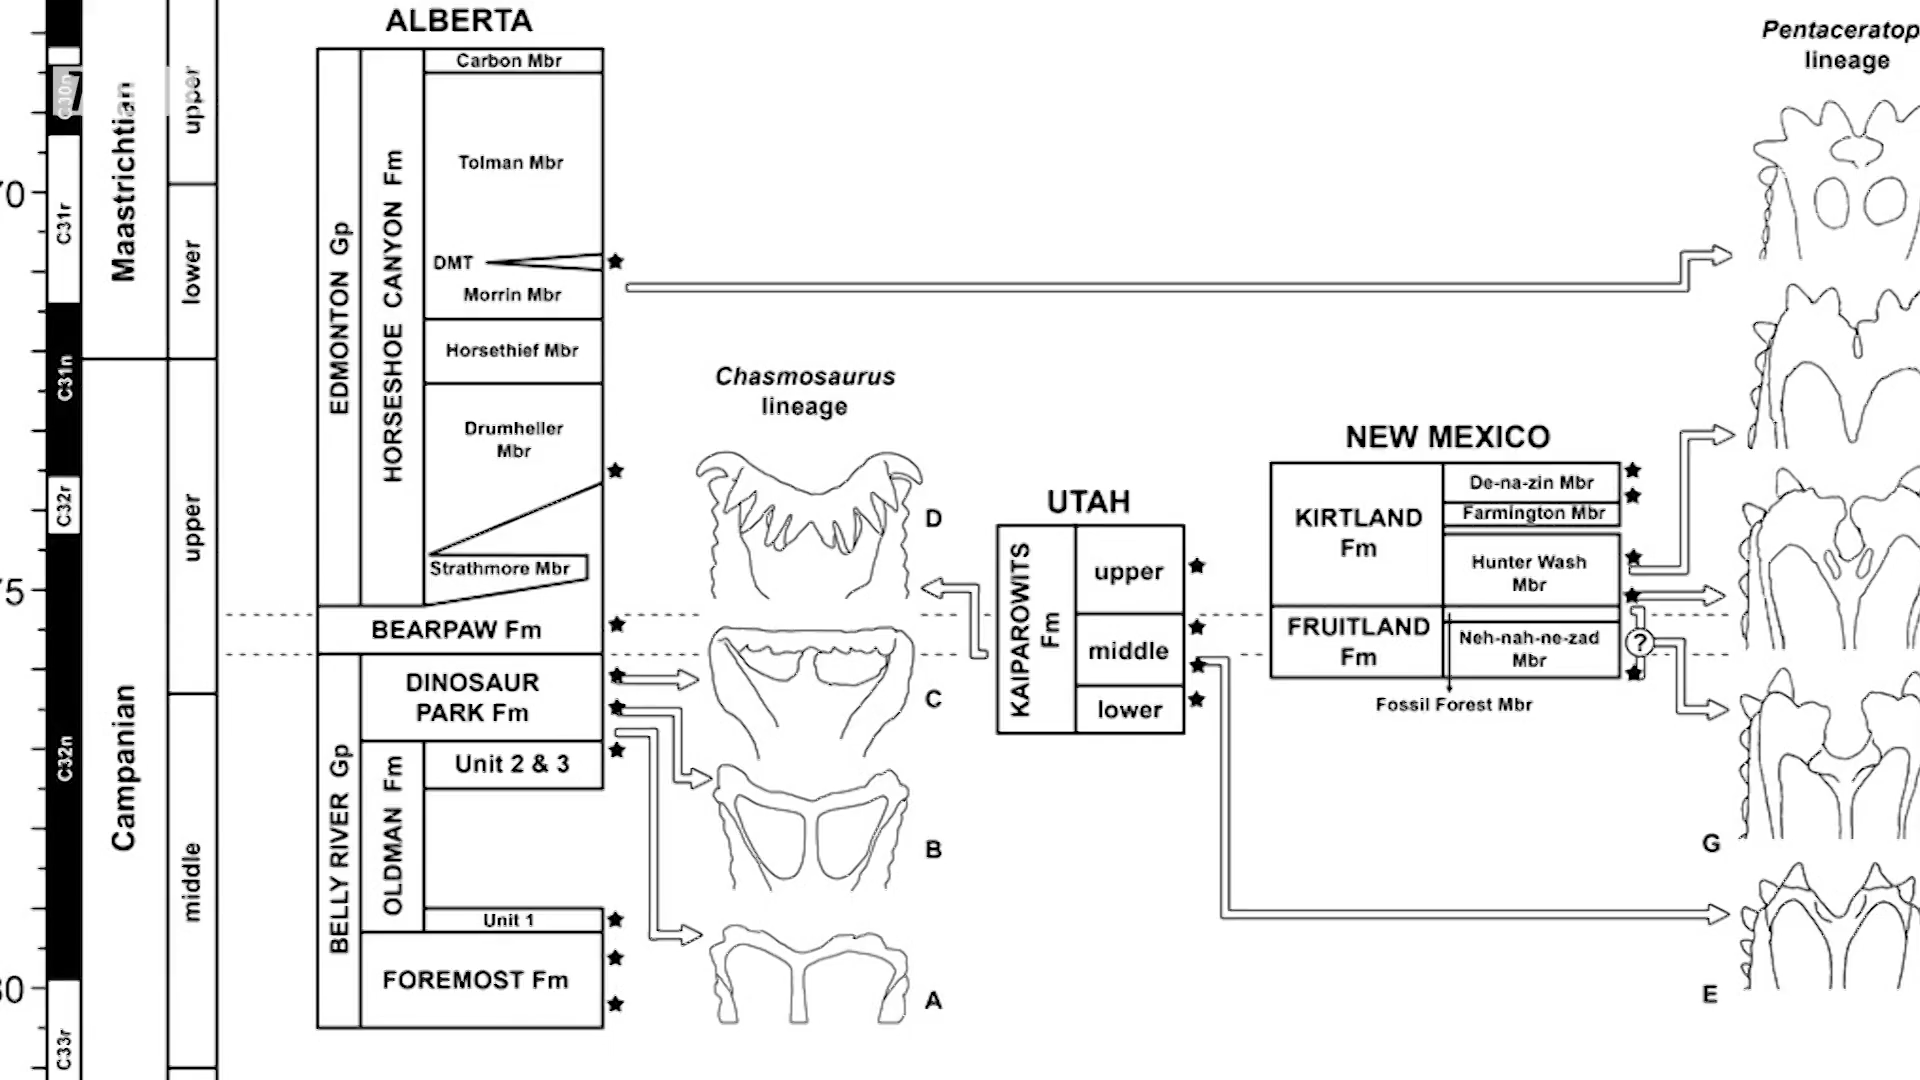 ALBERTA
Pentaceratop
lineage
Carbon Mbr
C30n
7
upper
Maastrichtian
Tolman Mbr
70
C31r
lower
EDMONTON Gp
HORSESHOE CANYON Fm
DMT
Morrin Mbr
Horsethief Mbr
C31n
Chasmosaurus
lineage
Drumheller
Mbr
NEW MEXICO
C32r
upper
D
UTAH
KIRTLAND
Fm
De-na-zin Mbr
Farmington Mbr
Hunter Wash
Mbr
Strathmore Mbr
5
KAIPAROWITS
Fm
upper
middle
lower
BEARPAW Fm
FRUITLAND
Fm
Neh-nah-ne-zad
Mbr
?
Fossil Forest Mbr
DINOSAUR
PARK Fm
C
C32n
Campanian
middle
BELLY RIVER Gp
OLDMAN Fm
Unit 2 & 3
B
G
Unit 1
FOREMOST Fm
A
E
C33r